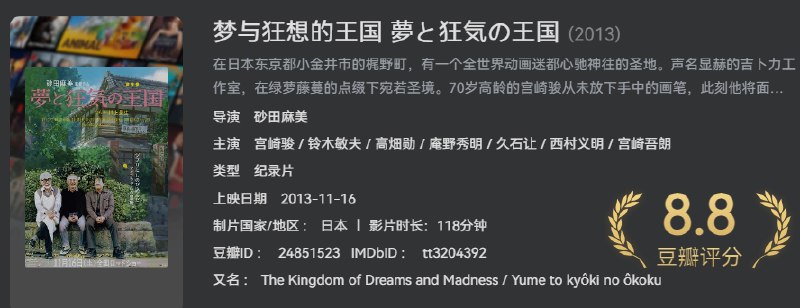 梦与狂想的王国 夢と狂気の王国 (2013)
在日本东京都小金井市的梶野町，有一个全世界动画迷都心驰神往的圣地。声名显赫的吉卜力工
作室，在绿萝藤蔓的点缀下宛若圣境。70岁高龄的宫崎骏从未放下手中的画笔，此刻他将面...
导演 砂田麻美
主演 宫崎骏 / 铃木敏夫 / 高畑勋 / 庵野秀明 / 久石让 / 西村义明 / 宫崎吾朗
类型 纪录片
上映日期 2013-11-16
制片国家/地区： 日本 丨 影片时长：118分钟
豆瓣ID： 24851523 IMDbID： tt3204392
又名： The Kingdom of Dreams and Madness / Yume to kyôki no ôkoku
8.8
豆瓣评分
ANIMAL
砂田麻美
夢と狂気の王国